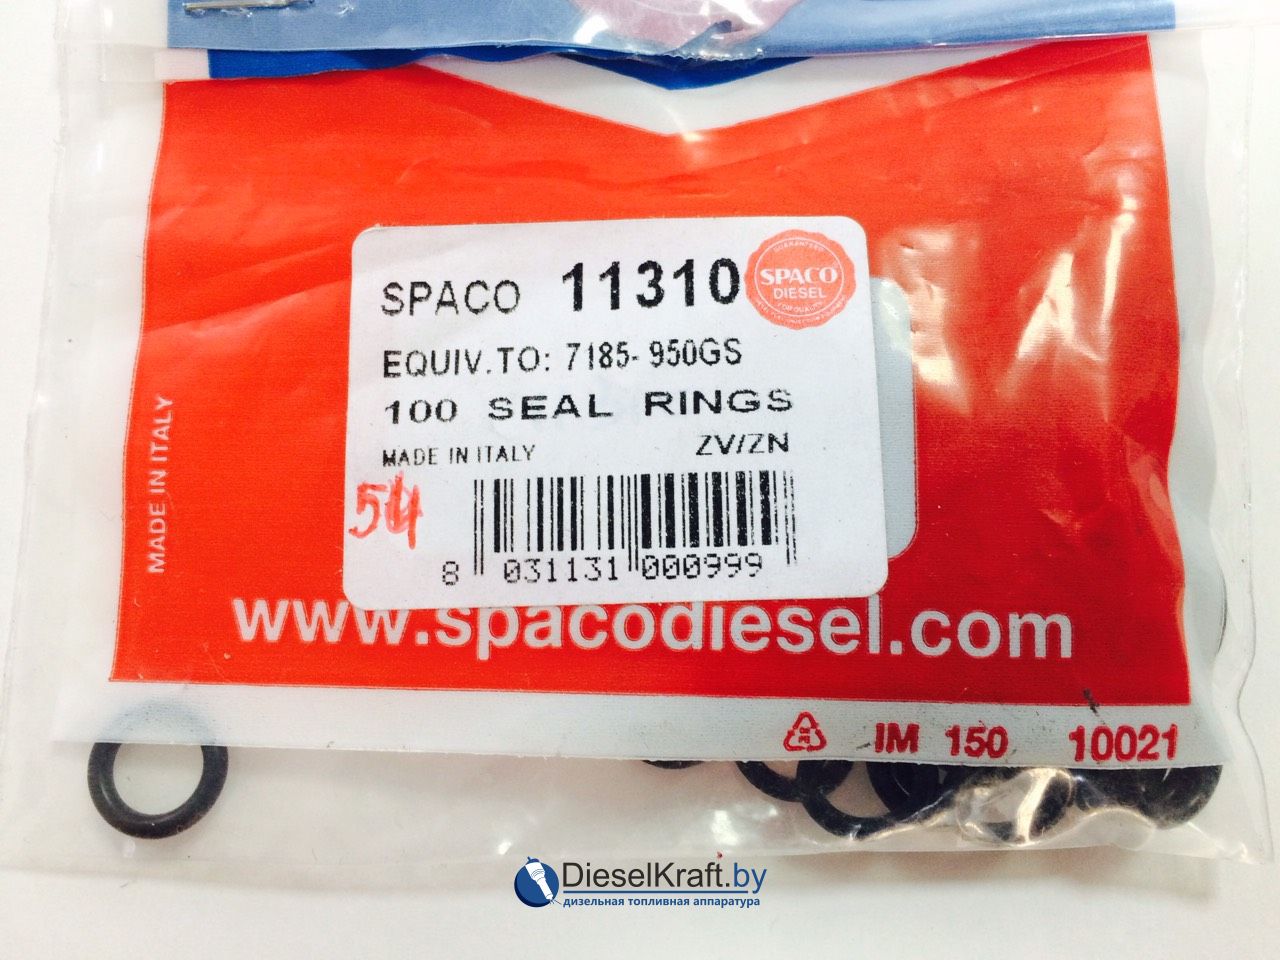 SPACO 11310
GUARANTEED
SPACO
DIESEL
EQUIV.TO: 7185-950GS
100 SEAL RINGS
MADE IN ITALY ZV/ZN
54
8 031131 000999
MADE IN ITALY
www.spacodiesel.com
IM 150 10021
DieselKraft.by
дизельная топливная аппаратура